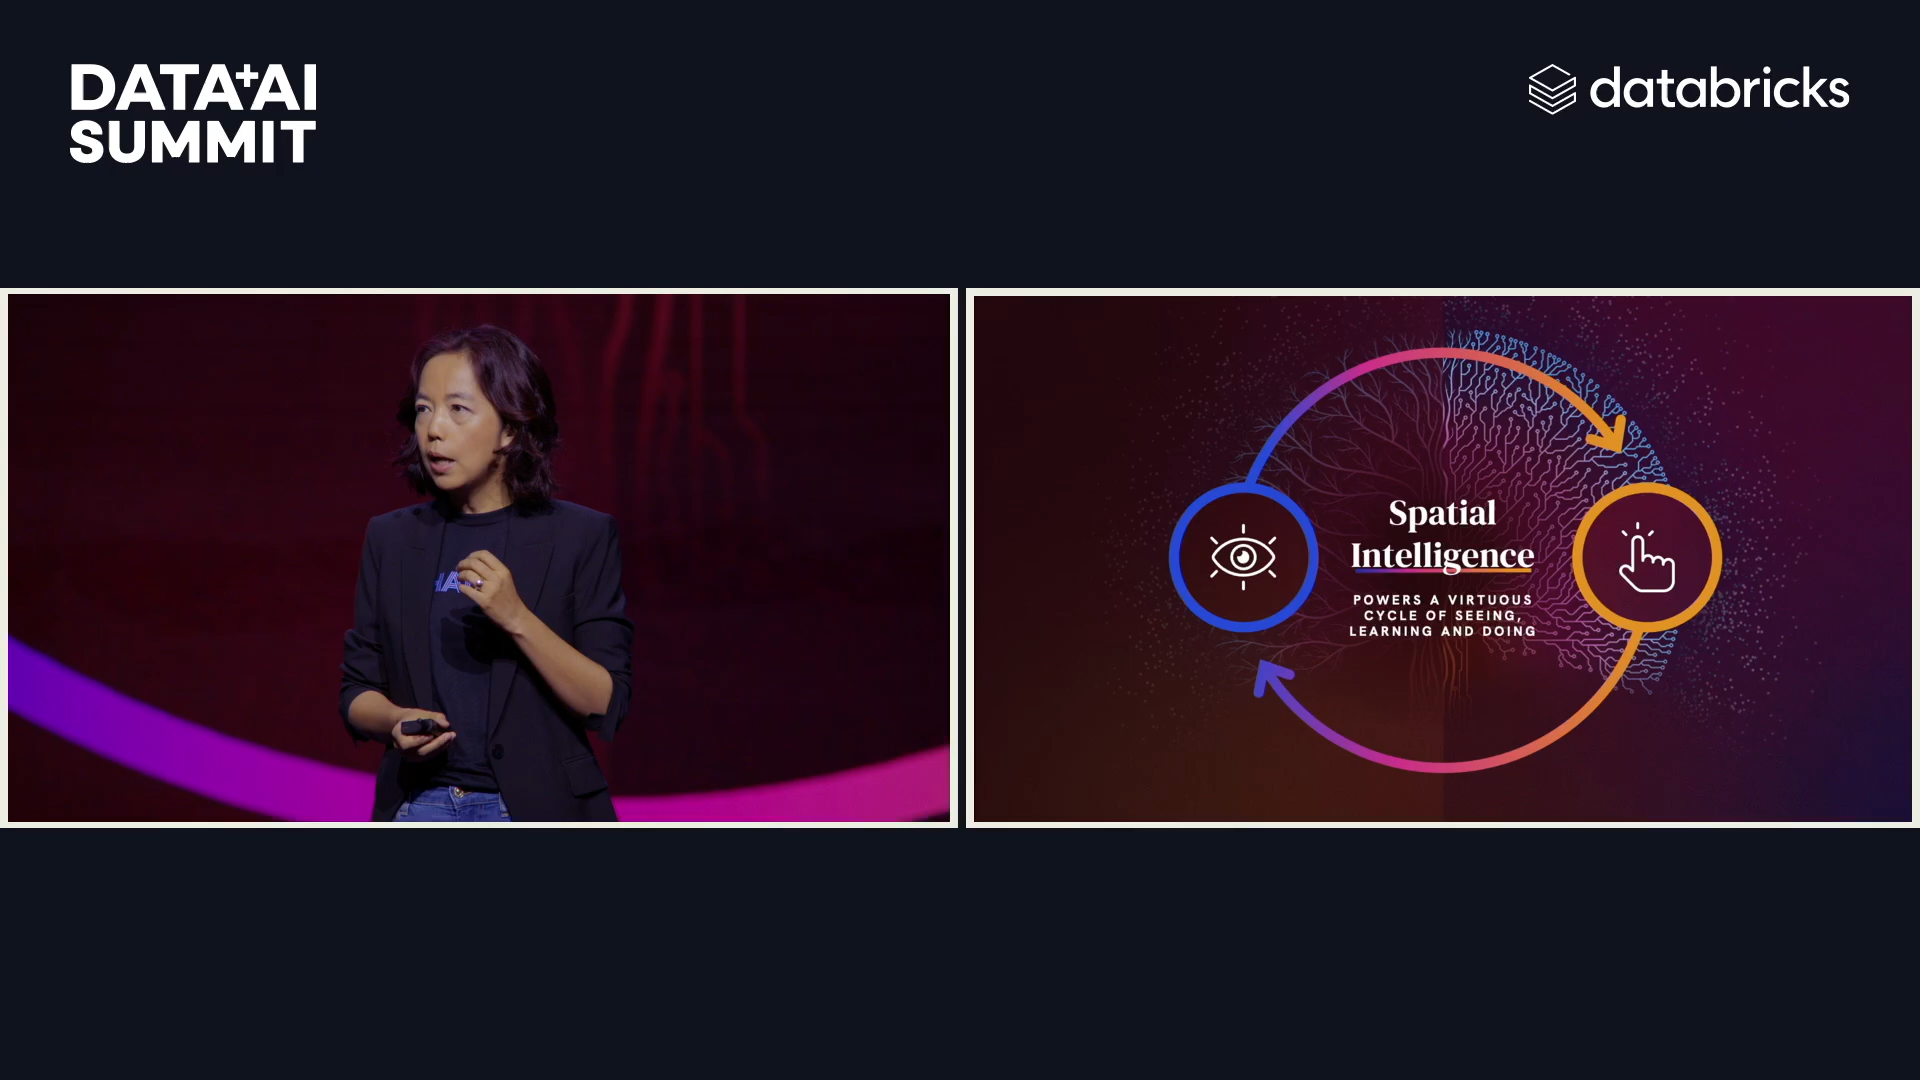 DATA+AI
SUMMIT
databricks
Spatial
Intelligence
POWERS A VIRTUOUS
CYCLE OF SEEING,
LEARNING AND DOING